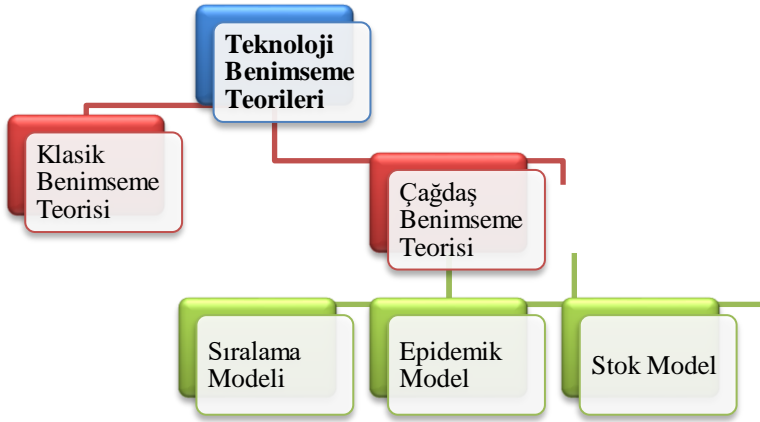 Teknoloji
Benimseme
Teorileri
Klasik
Benimseme
Teorisi
Çağdaş
Benimseme
Teorisi
Sıralama
Modeli
Epidemik
Model
Stok Model